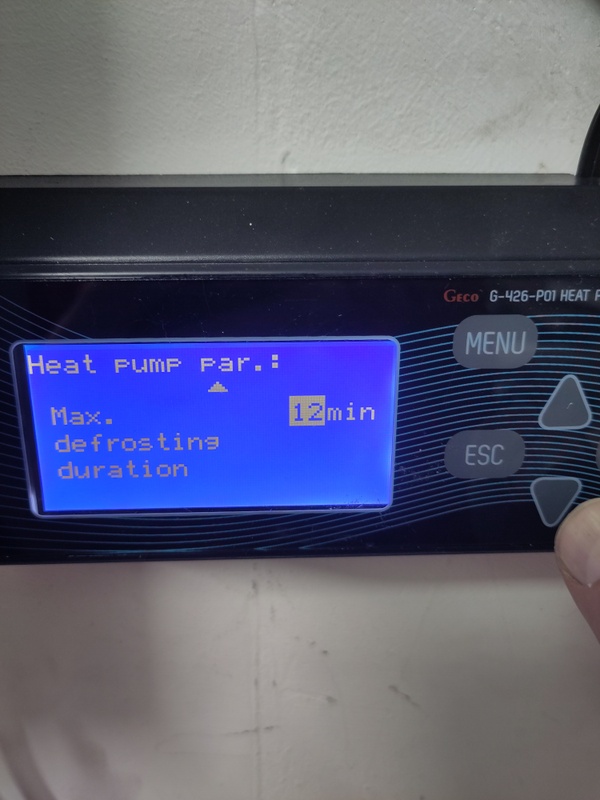 GECO G-426-P01 HEAT
MENU
Heat pump par.:
Max. 12min
defrosting
duration
ESC